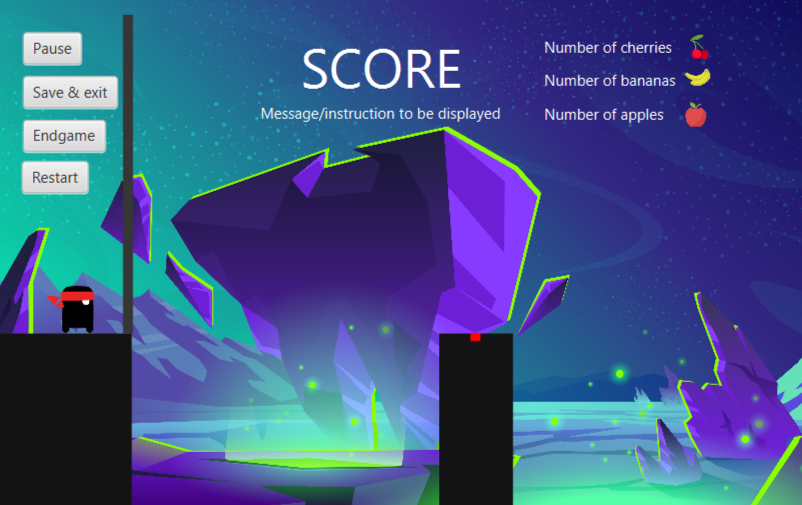 Pause
Save & exit
Endgame
Restart
SCORE
Message/instruction to be displayed
Number of cherries
Number of bananas
Number of apples